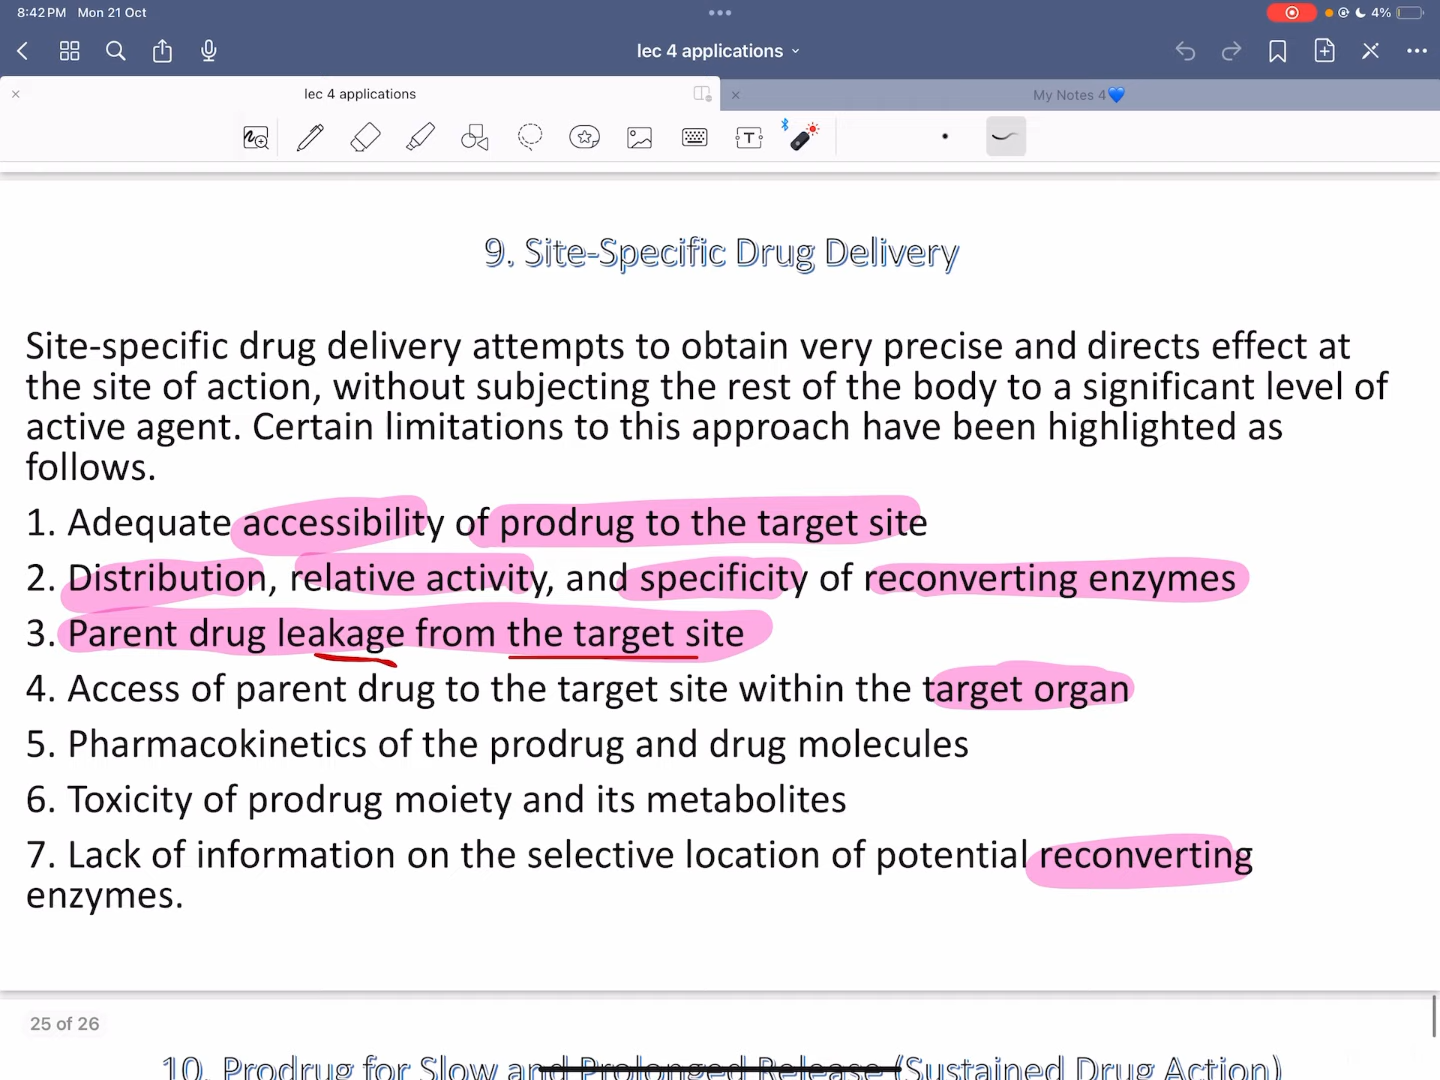 8:42 PM Mon 21 Oct
4%
lec 4 applications
lec 4 applications
My Notes 4💙
9. Site-Specific Drug Delivery
Site-specific drug delivery attempts to obtain very precise and directs effect at
the site of action, without subjecting the rest of the body to a significant level of
active agent. Certain limitations to this approach have been highlighted as
follows.
1. Adequate accessibility of prodrug to the target site
2. Distribution, relative activity, and specificity of reconverting enzymes
3. Parent drug leakage from the target site
4. Access of parent drug to the target site within the target organ
5. Pharmacokinetics of the prodrug and drug molecules
6. Toxicity of prodrug moiety and its metabolites
7. Lack of information on the selective location of potential reconverting
enzymes.
25 of 26
10. Prodrug for Slow and Prolonged Release (Sustained Drug Action)